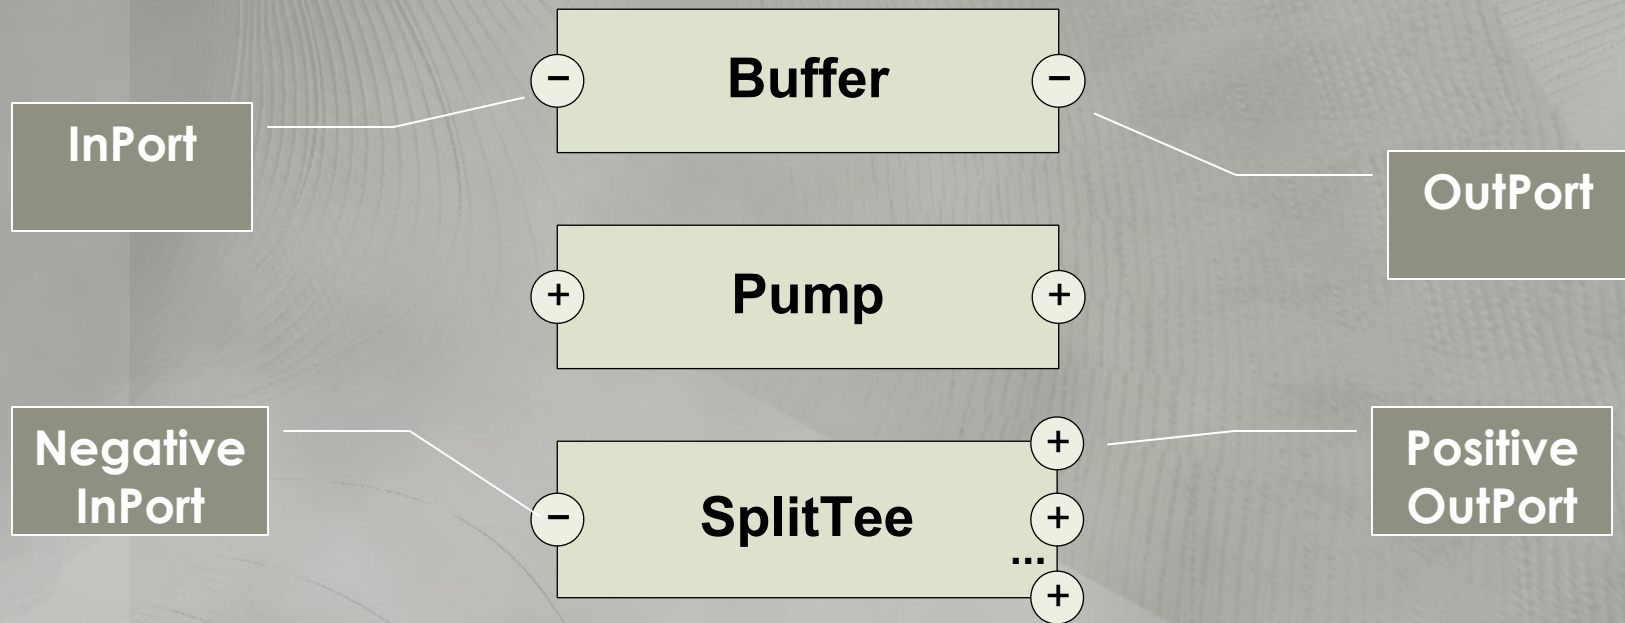 − Buffer −
InPort
OutPort
+ Pump +
Negative
InPort
− SplitTee +
+
...
+
Positive
OutPort